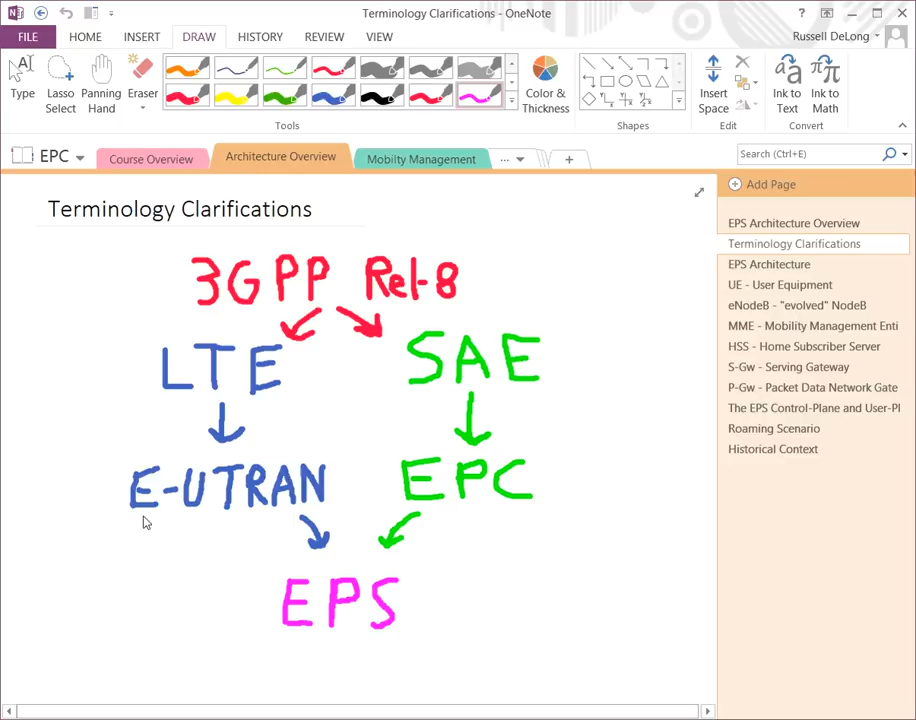 Terminology Clarifications - OneNote
?
FILE HOME INSERT DRAW HISTORY REVIEW VIEW
Russell DeLong
Type Lasso Select Panning Hand Eraser
Color & Thickness
Insert Space
Ink to Text Ink to Math
Tools Shapes Edit Convert
EPC Course Overview Architecture Overview Mobilty Management ... +
Search (Ctrl+E)
Add Page
Terminology Clarifications
3GPP Rel-8
LTE SAE
E-UTRAN EPC
EPS
EPS Architecture Overview
Terminology Clarifications
EPS Architecture
UE - User Equipment
eNodeB - "evolved" NodeB
MME - Mobility Management Enti
HSS - Home Subscriber Server
S-Gw - Serving Gateway
P-Gw - Packet Data Network Gate
The EPS Control-Plane and User-Pl
Roaming Scenario
Historical Context